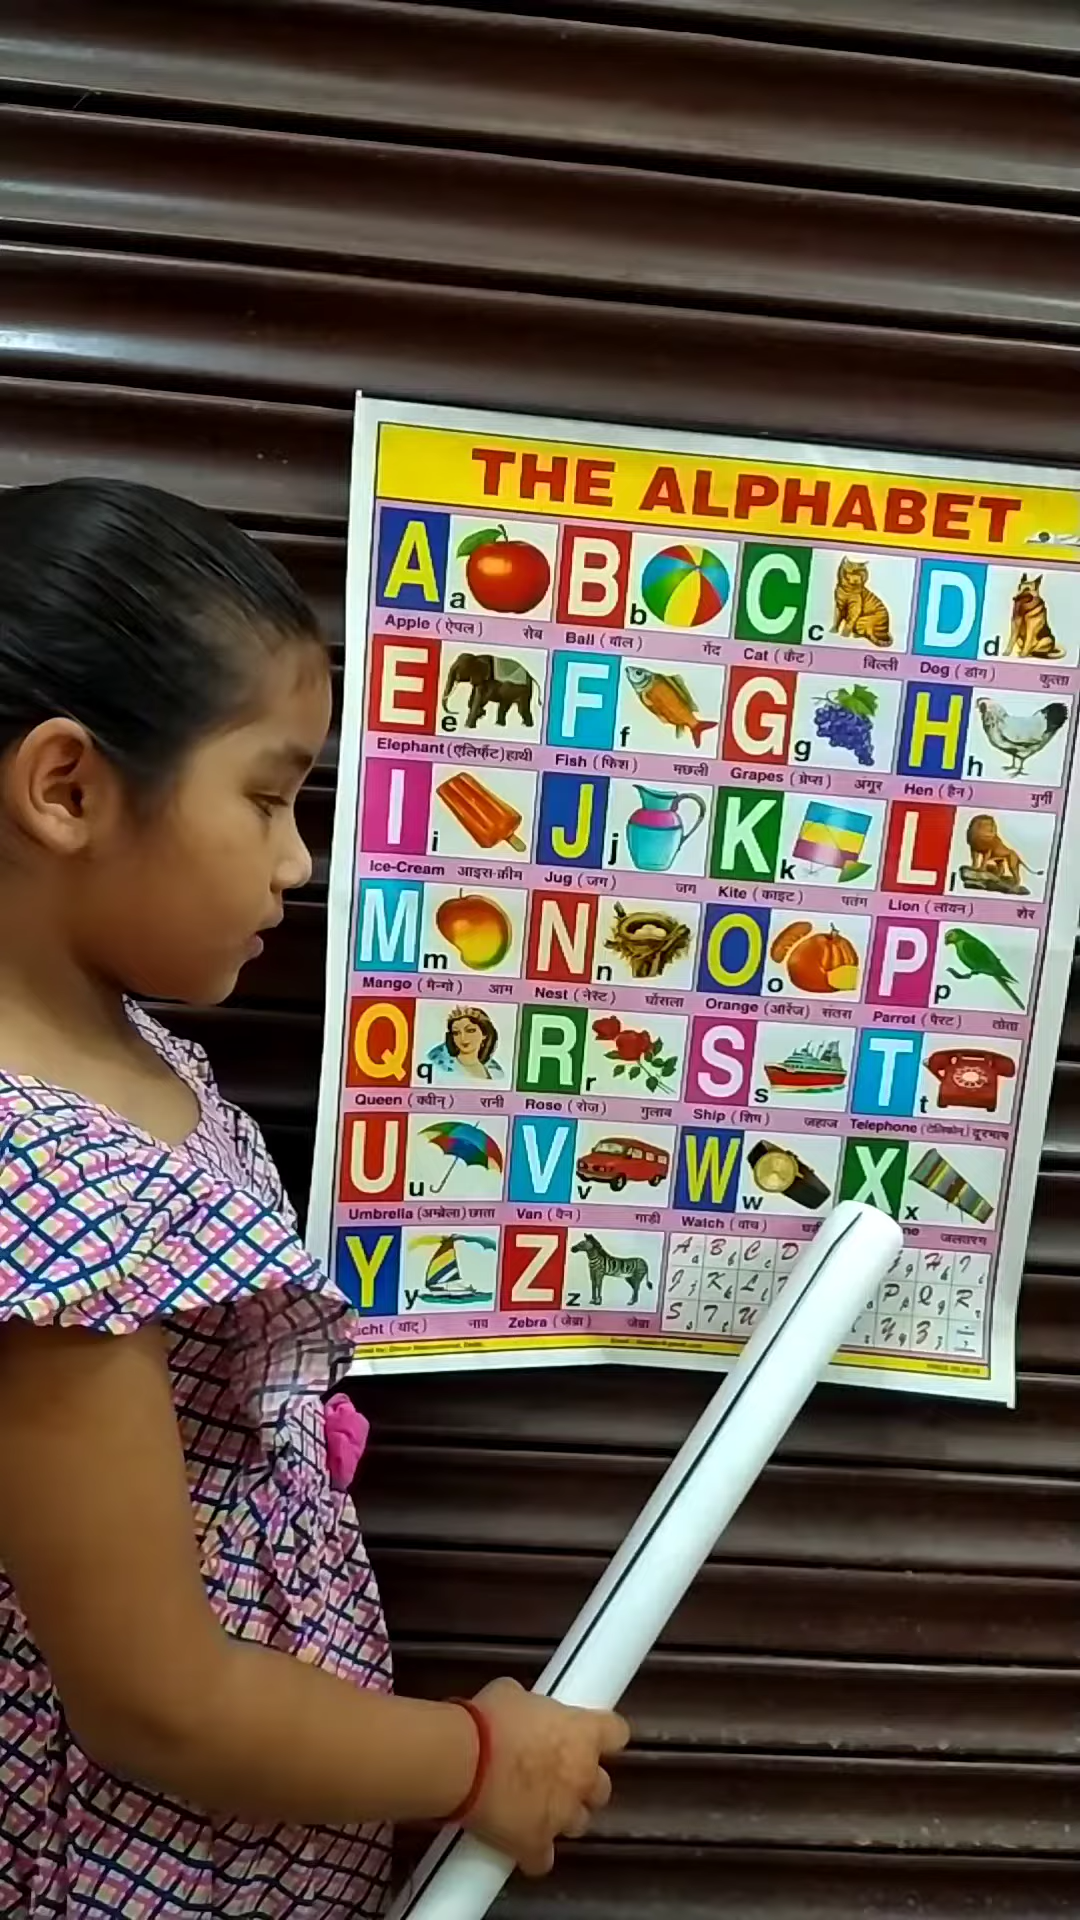 THE ALPHABET
A a B b C c D d
Apple (ऐपल) सेब Ball (बॉल) गेंद Cat (कैट) बिल्ली Dog (डॉग) कुत्ता
E e F f G g H h
Elephant (एलिफैंट) हाथी Fish (फिश) मछली Grapes (ग्रेप्स) अंगूर Hen (हैन) मुर्गी
I i J j K k L l
Ice-Cream आइस-क्रीम Jug (जग) जग Kite (काइट) पतंग Lion (लायन) शेर
M m N n O o P p
Mango (मैन्गो) आम Nest (नेस्ट) घोंसला Orange (आरेंज) संतरा Parrot (पैरट) तोता
Q q R r S s T t
Queen (क्वीन) रानी Rose (रोज़) गुलाब Ship (शिप) जहाज Telephone (टेलिफोन) दूरभाष
U u V v W w X x
Umbrella (अम्ब्रेला) छाता Van (वैन) गाड़ी Watch (वॉच) जलतरंग
Y y Z z
Zebra (ज़ेब्रा) जेब्रा
A a B b C c D H h I i
J j K k L l P p Q q R r
S s T t U Y y Z z